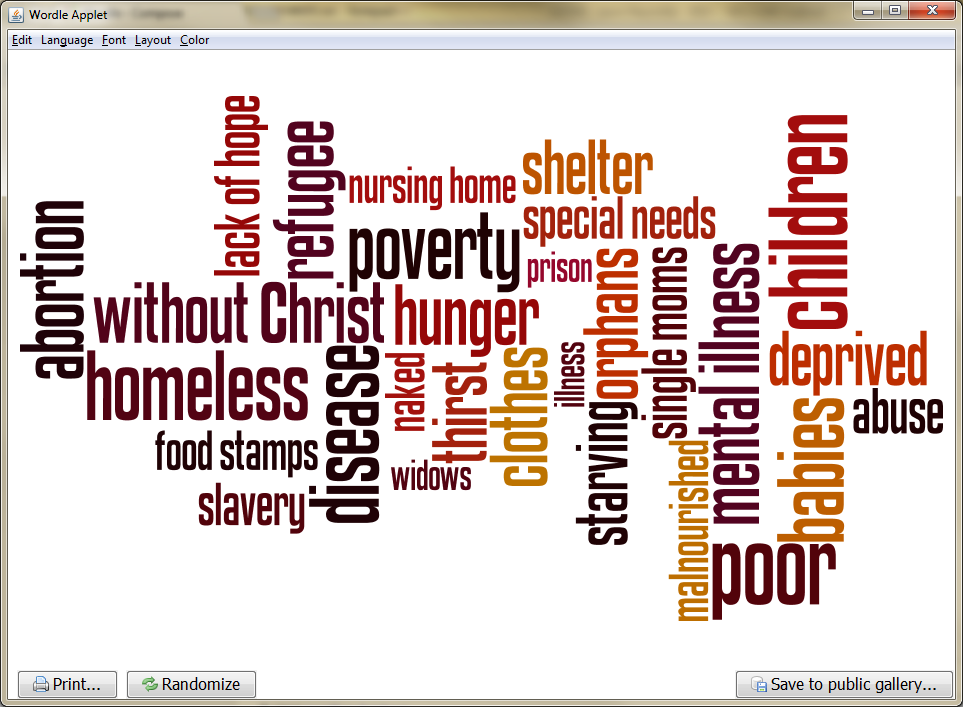 Wordle Applet
Edit Language Font Layout Color
lack of hope
refugee
children
shelter
nursing home
special needs
abortion
poverty
prison
orphans
single moms
mental illness
without Christ
hunger
deprived
homeless
disease
naked
thirst
clothes
illness
starving
babies
abuse
food stamps
widows
malnourished
slavery
poor
Print...
Randomize
Save to public gallery...